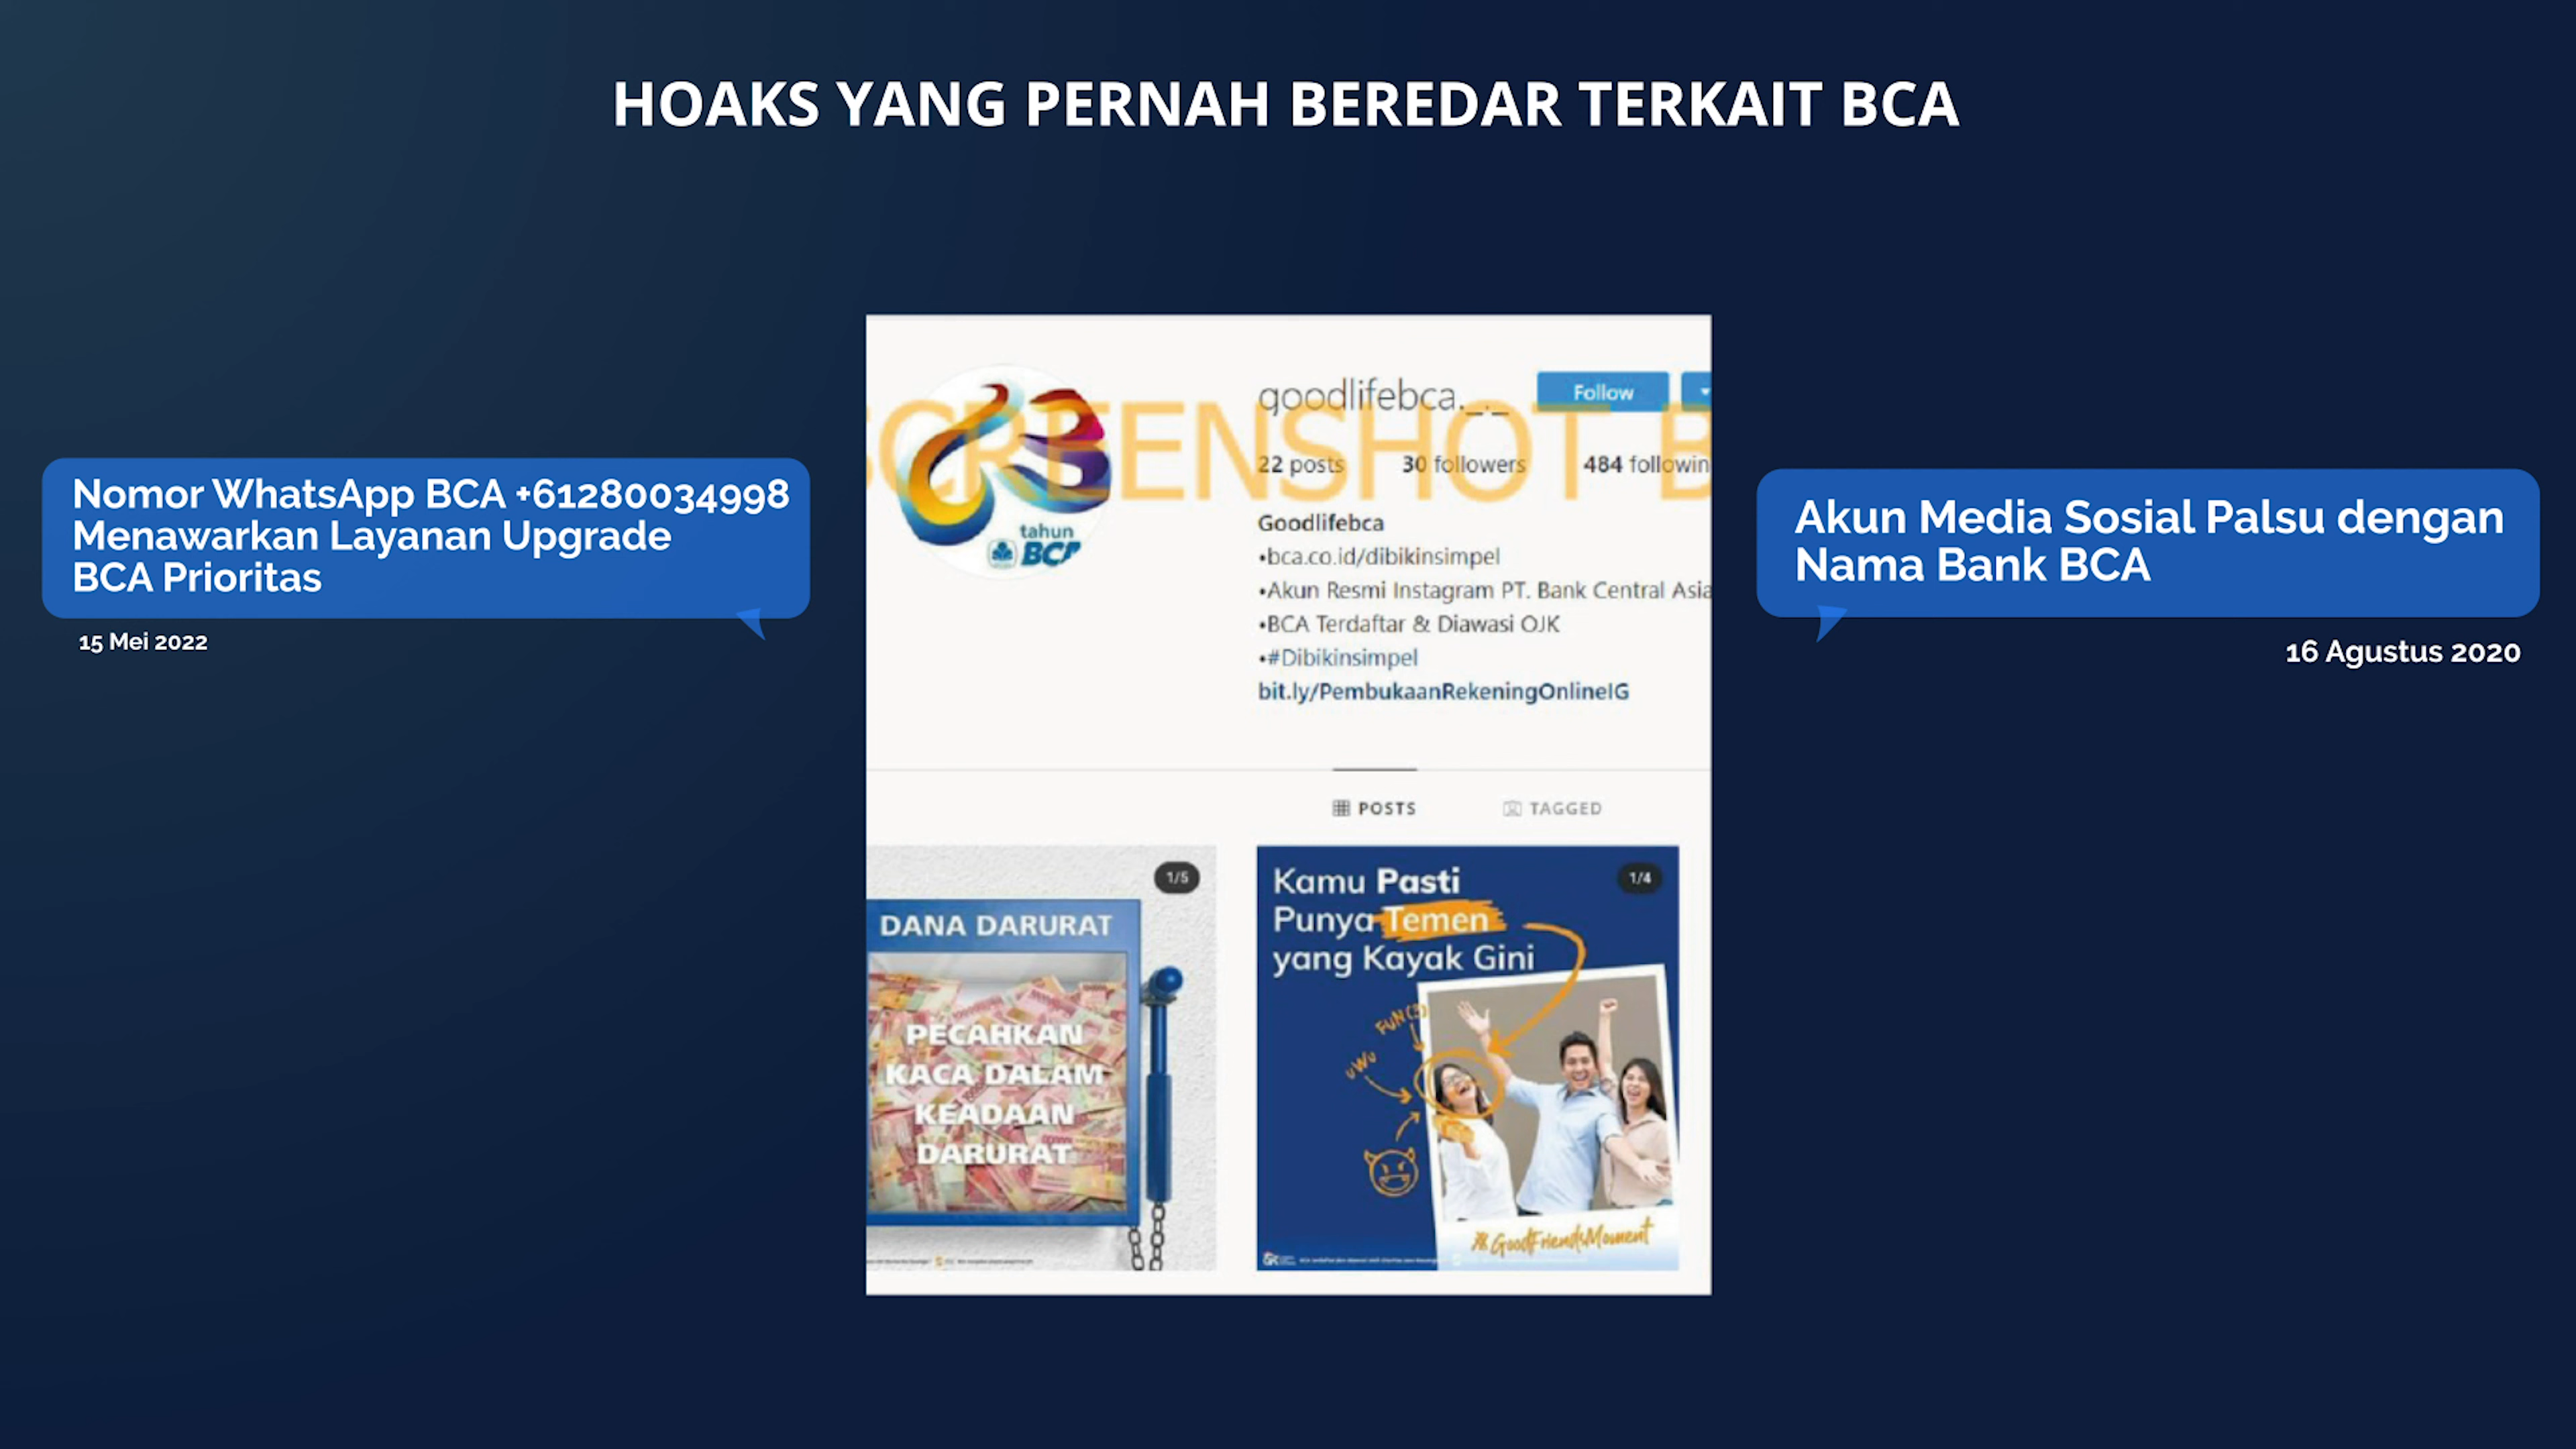 HOAKS YANG PERNAH BEREDAR TERKAIT BCA
Nomor WhatsApp BCA +61280034998
Menawarkan Layanan Upgrade
BCA Prioritas
15 Mei 2022
goodlifebca._._
Follow
SCREENSHOT B
22 posts 30 followers 484 followin
tahun
BCA
Goodlifebca
•bca.co.id/dibikinsimpel
•Akun Resmi Instagram PT. Bank Central Asia
•BCA Terdaftar & Diawasi OJK
•#Dibikinsimpel
bit.ly/PembukaanRekeningOnlineIG
POSTS TAGGED
1/5
DANA DARURAT
PECAHKAN
KACA DALAM
KEADAAN
DARURAT
1/4
Kamu Pasti
Punya Temen
yang Kayak Gini
FUN(?)
uWu
#GoodFriendsMoment
Akun Media Sosial Palsu dengan
Nama Bank BCA
16 Agustus 2020